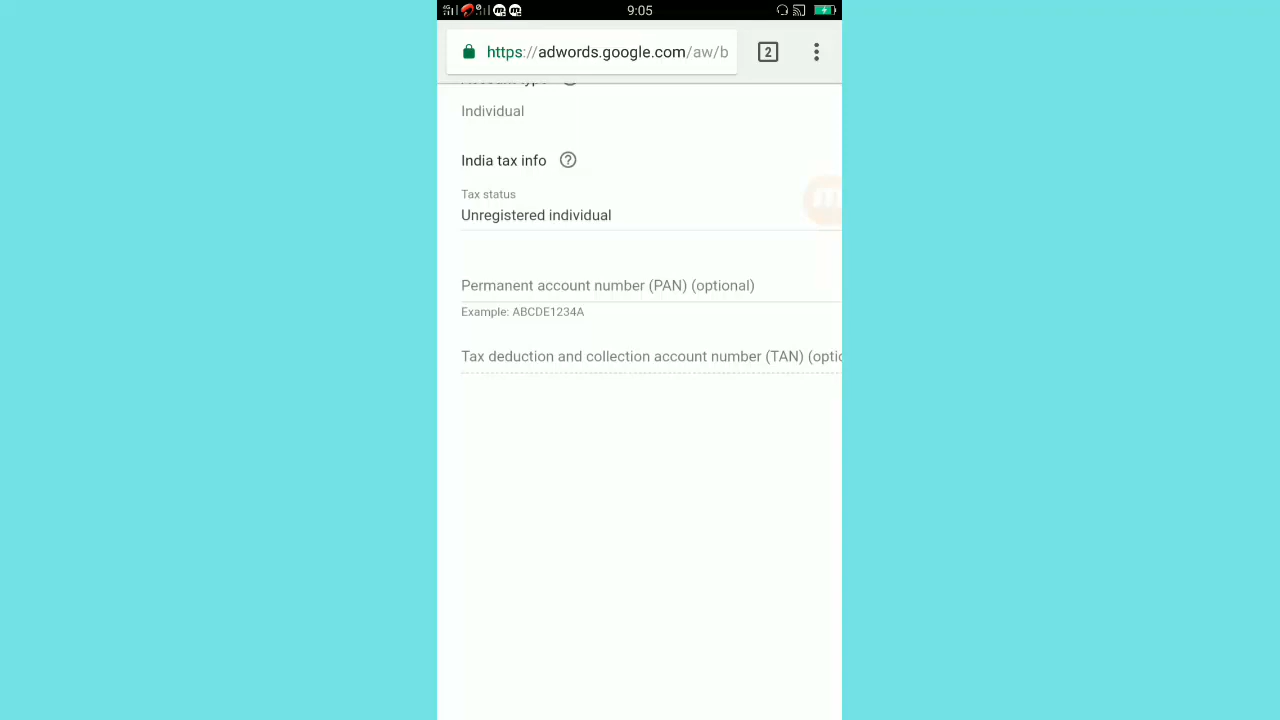 9:05
https://adwords.google.com/aw/b
2
Individual
India tax info
Tax status
Unregistered individual
Permanent account number (PAN) (optional)
Example: ABCDE1234A
Tax deduction and collection account number (TAN) (optio